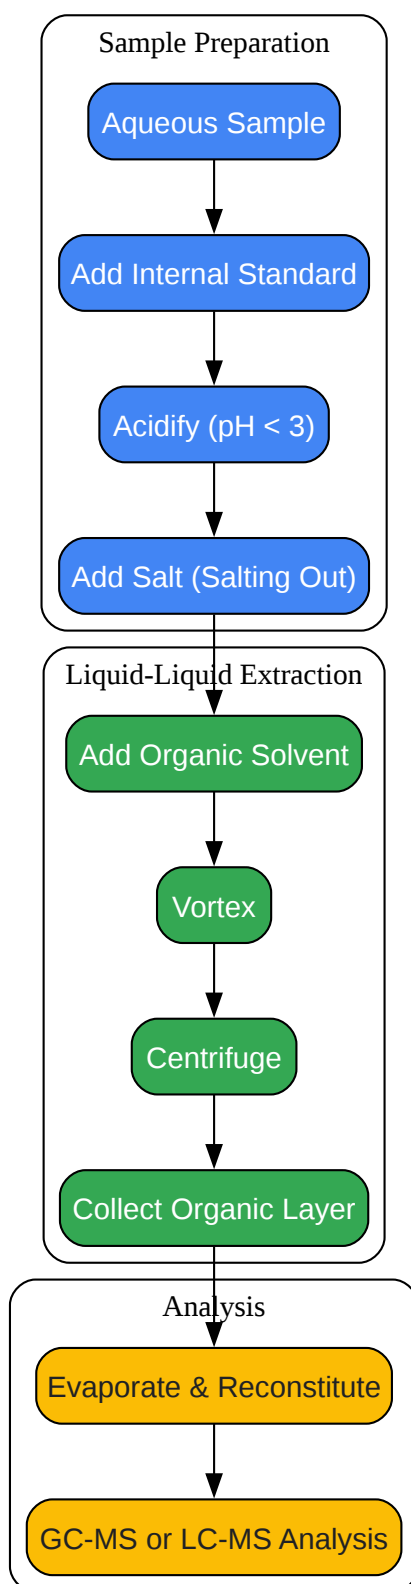 Sample Preparation
Aqueous Sample
Add Internal Standard
Acidify (pH < 3)
Add Salt (Salting Out)
Liquid-Liquid Extraction
Add Organic Solvent
Vortex
Centrifuge
Collect Organic Layer
Analysis
Evaporate & Reconstitute
GC-MS or LC-MS Analysis